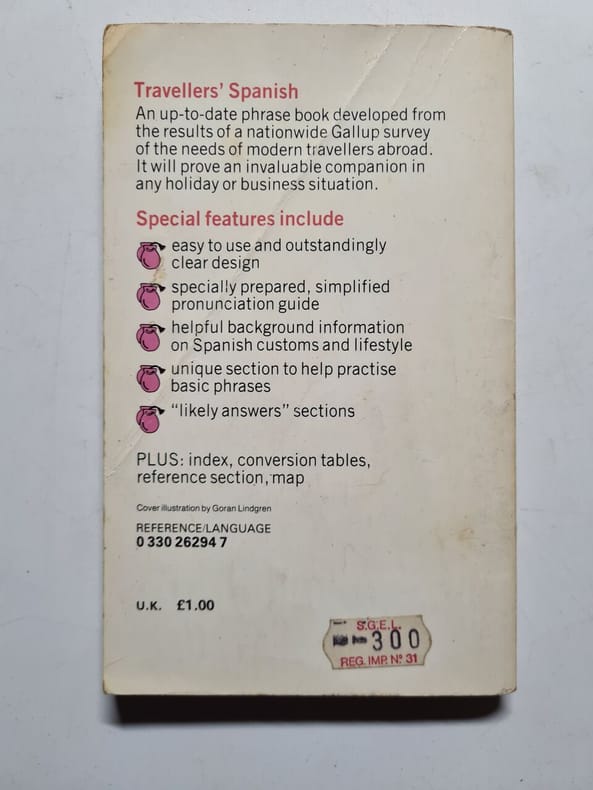 Travellers' Spanish
An up-to-date phrase book developed from
the results of a nationwide Gallup survey
of the needs of modern travellers abroad.
It will prove an invaluable companion in
any holiday or business situation.
Special features include
easy to use and outstandingly
clear design
specially prepared, simplified
pronunciation guide
helpful background information
on Spanish customs and lifestyle
unique section to help practise
basic phrases
"likely answers" sections
PLUS: index, conversion tables,
reference section, map
Cover illustration by Goran Lindgren
REFERENCE/LANGUAGE
0 330 26294 7
U.K. £1.00
S.G.E.L.
300
REG. IMP. Nº 31